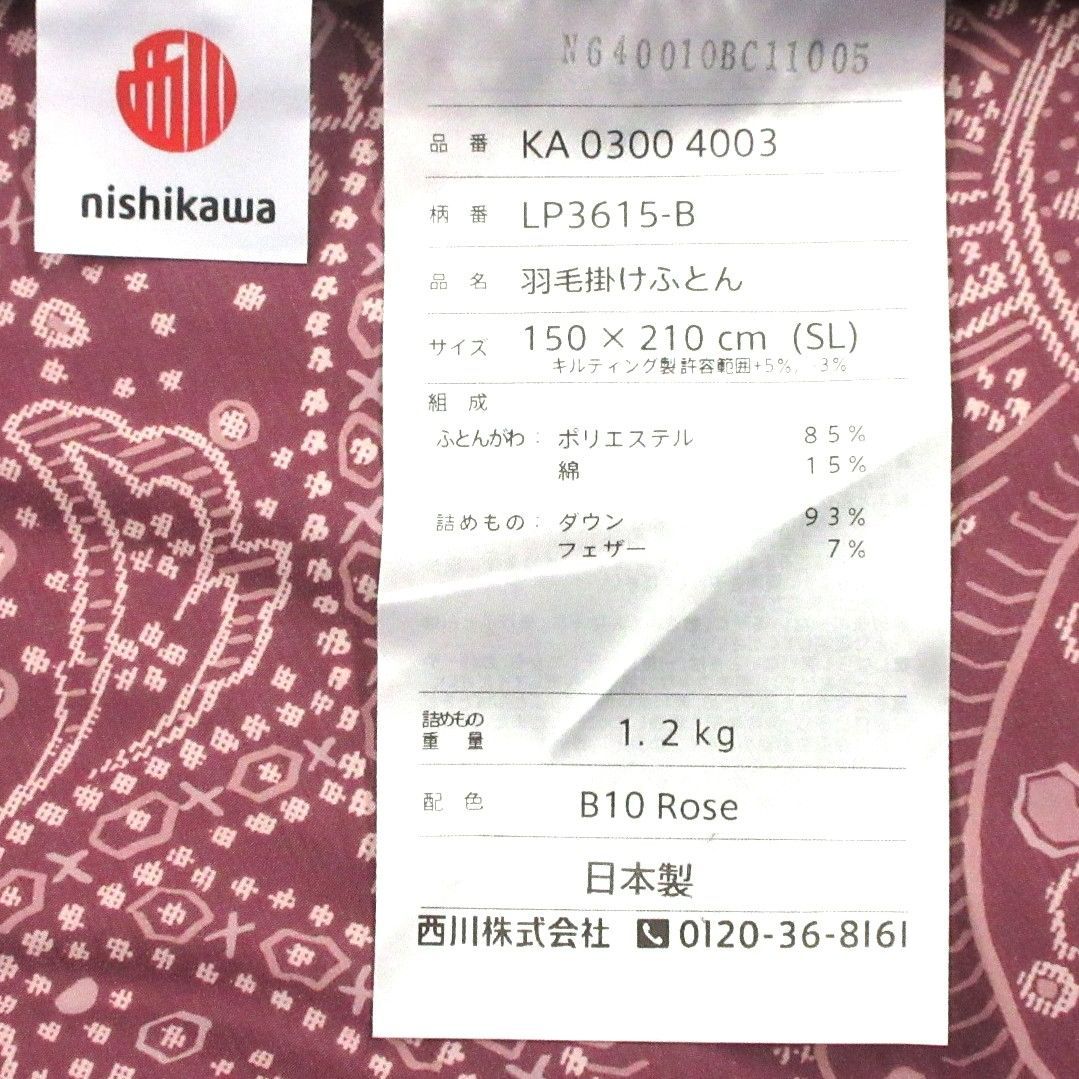 nishikawa
N640010BC11005
品番 KA 0300 4003
柄番 LP3615-B
品名 羽毛掛けふとん
サイズ 150 × 210 cm (SL)
キルティング製許容範囲+5%, -3%
組成
ふとんがわ: ポリエステル 85%
綿 15%
詰めもの: ダウン 93%
フェザー 7%
詰めもの
重量 1.2kg
配色 B10 Rose
日本製
西川株式会社 0120-36-8161